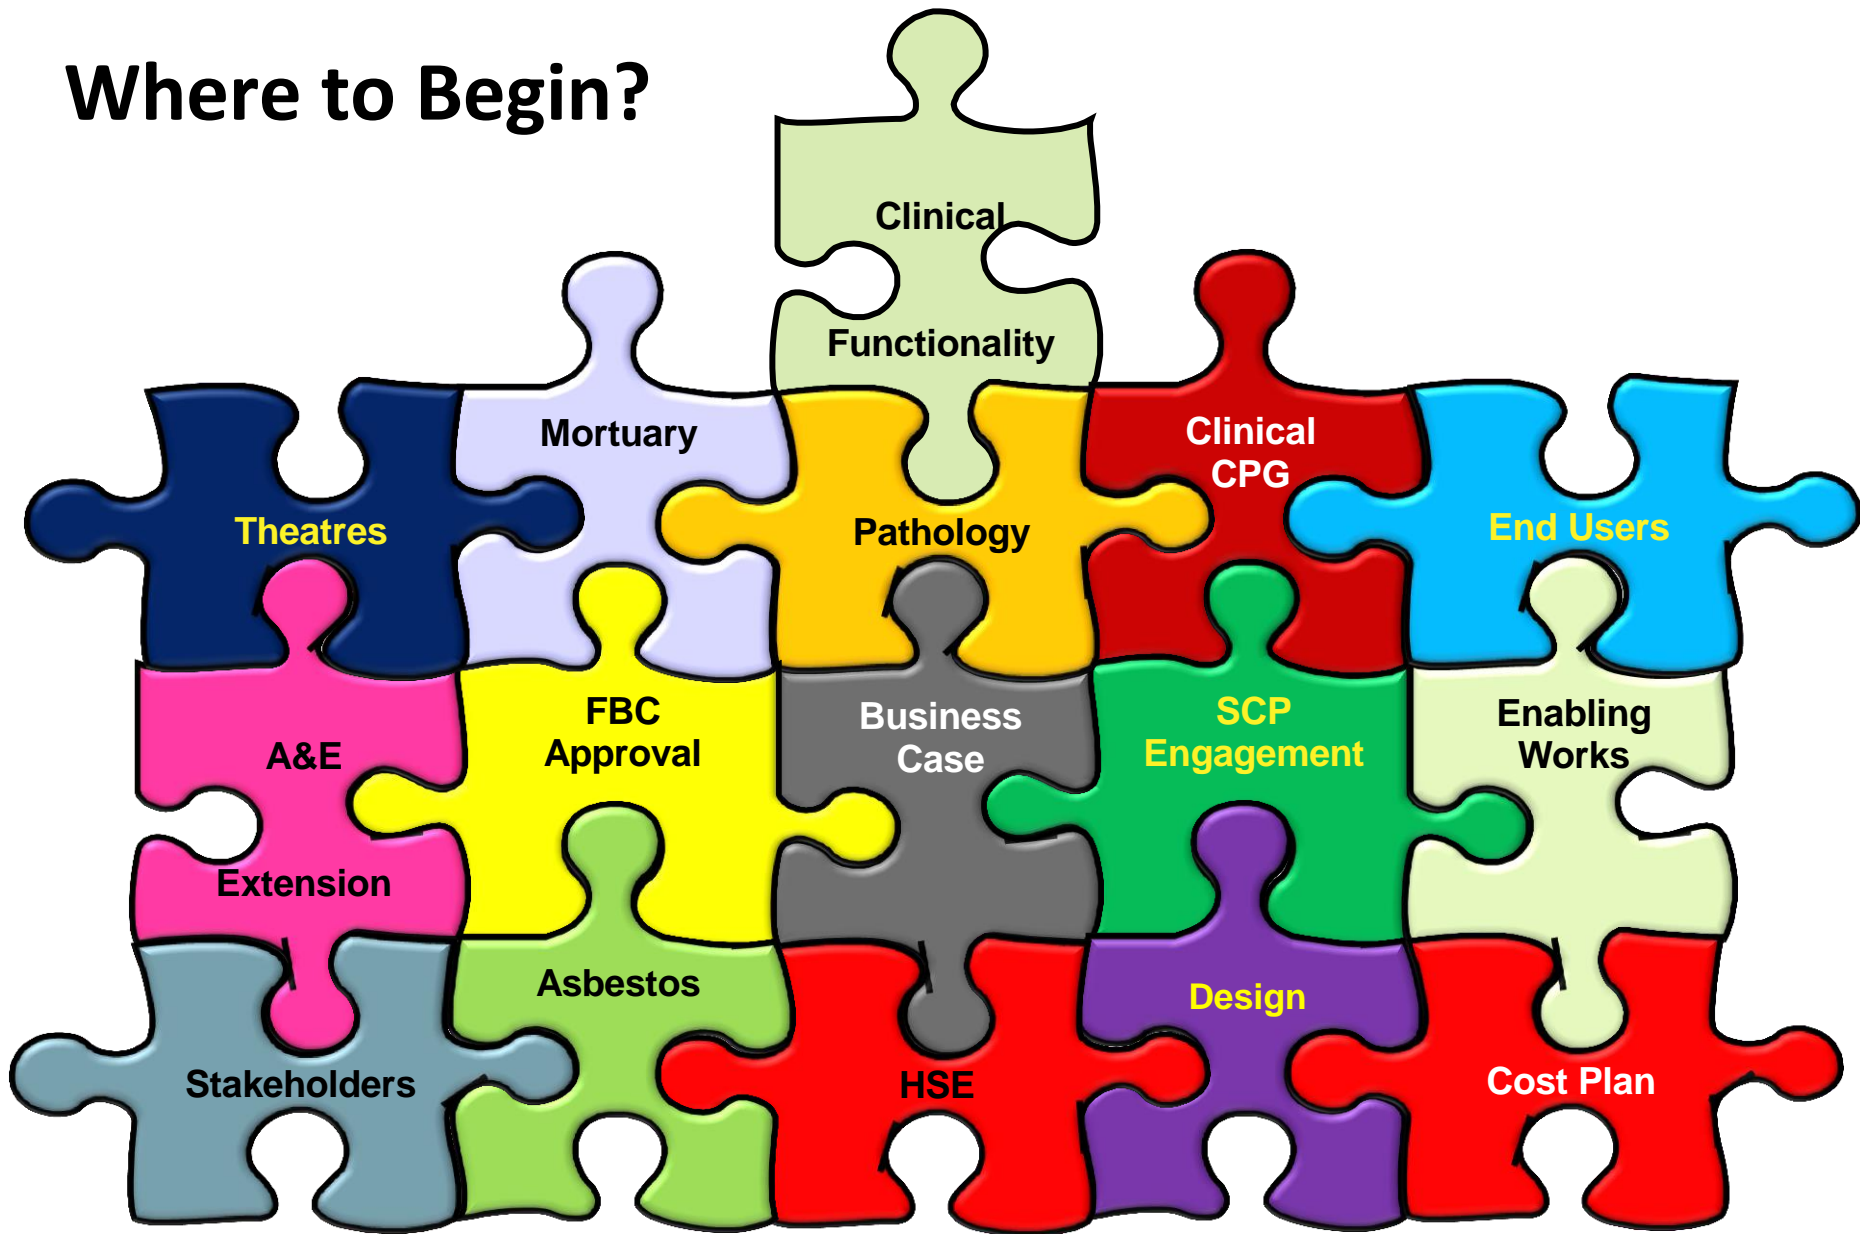 Where to Begin?
Clinical
Functionality
Theatres
Mortuary
Pathology
Clinical
CPG
End Users
A&E
Extension
FBC
Approval
Business
Case
SCP
Engagement
Enabling
Works
Stakeholders
Asbestos
HSE
Design
Cost Plan